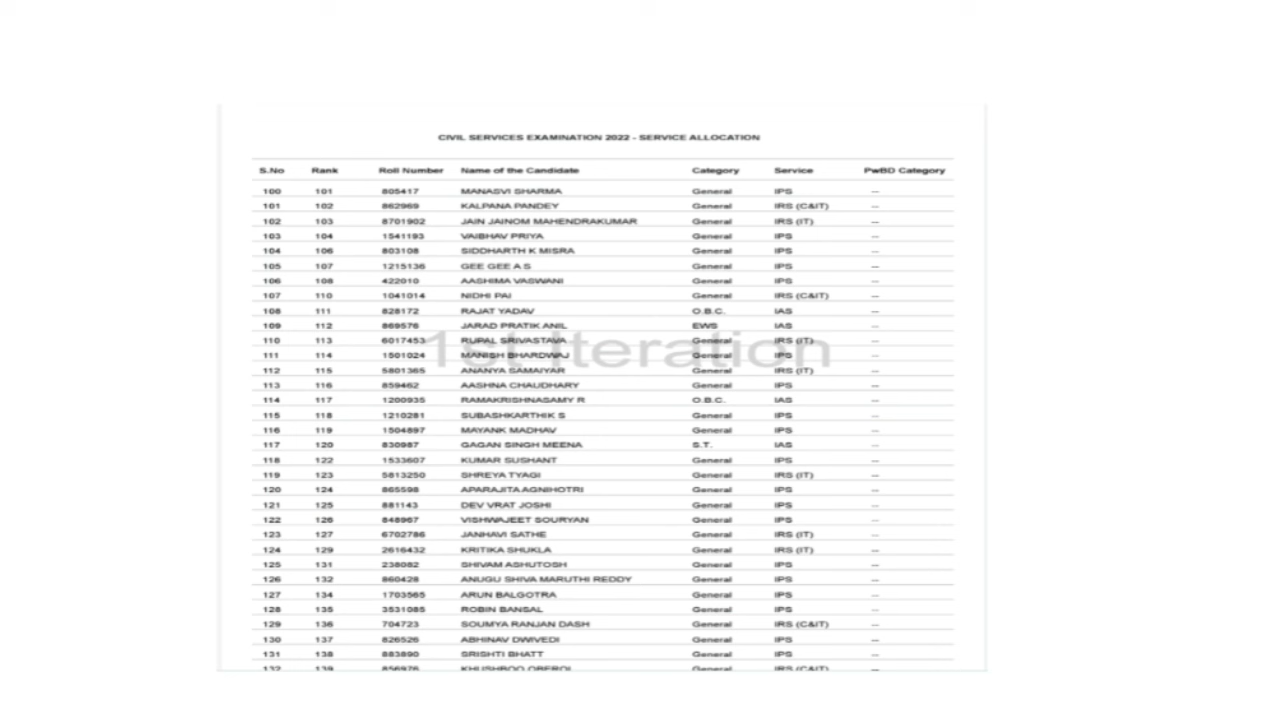 CIVIL SERVICES EXAMINATION 2022 - SERVICE ALLOCATION
S.No Rank Roll Number Name of the Candidate Category Service PwBD Category
100 101 805417 MANASVI SHARMA General IPS --
101 102 862969 KALPANA PANDEY General IRS (C&IT) --
102 103 8701902 JAIN JAINOM MAHENDRAKUMAR General IRS (IT) --
103 104 1541193 VAIBHAV PRIYA General IPS --
104 106 803108 SIDDHARTH K MISRA General IPS --
105 107 1215136 GEE GEE A S General IPS --
106 108 422010 AASHIMA VASWANI General IPS --
107 110 1041014 NIDHI PAI General IRS (C&IT) --
108 111 828172 RAJAT YADAV O.B.C. IAS --
109 112 869576 JARAD PRATIK ANIL EWS IAS --
110 113 6017453 RUPAL SRIVASTAVA General IRS (IT) --
1st Iteration
111 114 1501024 MANISH BHARDWAJ General IPS --
112 115 5801365 ANANYA SAMAIYAR General IRS (IT) --
113 116 859462 AASHNA CHAUDHARY General IPS --
114 117 1200935 RAMAKRISHNASAMY R O.B.C. IAS --
115 118 1210281 SUBASHKARTHIK S General IPS --
116 119 1504897 MAYANK MADHAV General IPS --
117 120 830987 GAGAN SINGH MEENA S.T. IAS --
118 122 1533607 KUMAR SUSHANT General IPS --
119 123 5813250 SHREYA TYAGI General IRS (IT) --
120 124 865598 APARAJITA AGNIHOTRI General IPS --
121 125 881143 DEV VRAT JOSHI General IPS --
122 126 848967 VISHWAJEET SOURYAN General IPS --
123 127 6702786 JANHAVI SATHE General IRS (IT) --
124 129 2616432 KRITIKA SHUKLA General IRS (IT) --
125 131 238082 SHIVAM ASHUTOSH General IPS --
126 132 860428 ANUGU SHIVA MARUTHI REDDY General IPS --
127 134 1703565 ARUN BALGOTRA General IPS --
128 135 3531085 ROBIN BANSAL General IPS --
129 136 704723 SOUMYA RANJAN DASH General IRS (C&IT) --
130 137 826526 ABHINAV DWIVEDI General IPS --
131 138 883890 SRISHTI BHATT General IPS --
132 139 856976 KHUSHBOO OBEROI General IRS (C&IT) --